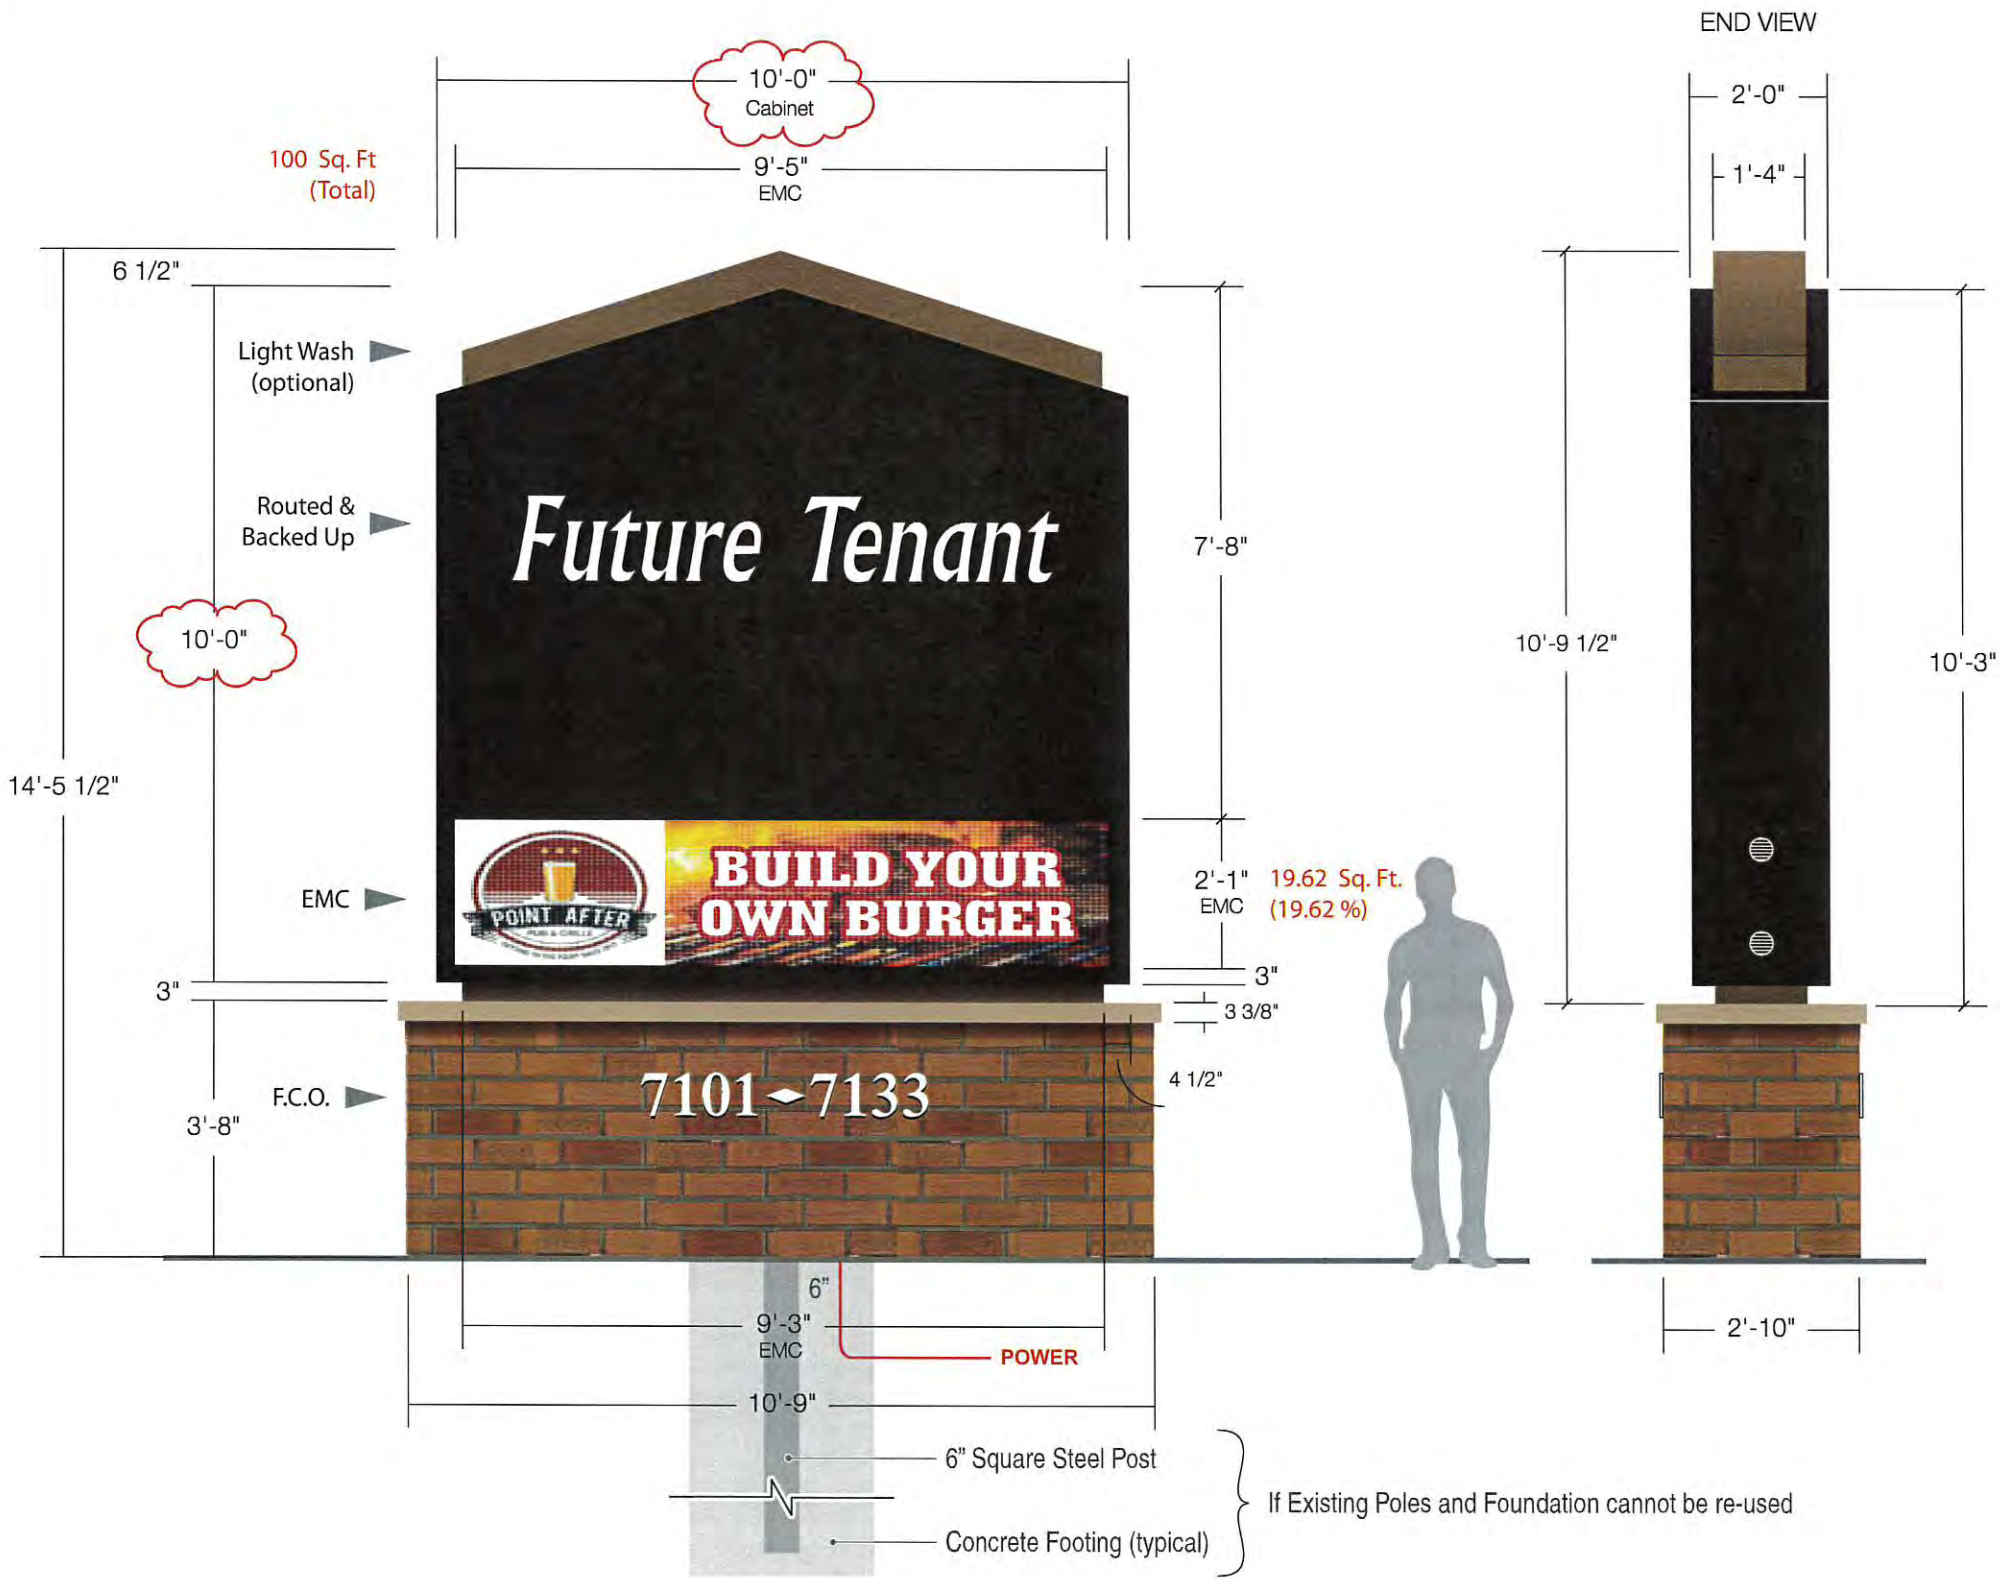 END VIEW
10'-0"
Cabinet
2'-0"
100 Sq. Ft
(Total)
9'-5"
EMC
1'-4"
6 1/2"
Light Wash
(optional)
Routed &
Backed Up
Future Tenant
7'-8"
10'-0"
10'-9 1/2"
10'-3"
14'-5 1/2"
EMC
POINT AFTER
PUB & GRILLE
BUILD YOUR
OWN BURGER
2'-1"
EMC
19.62 Sq. Ft.
(19.62 %)
3"
3"
3 3/8"
F.C.O.
3'-8"
7101 7133
4 1/2"
6"
9'-3"
EMC
POWER
2'-10"
10'-9"
6" Square Steel Post
If Existing Poles and Foundation cannot be re-used
Concrete Footing (typical)